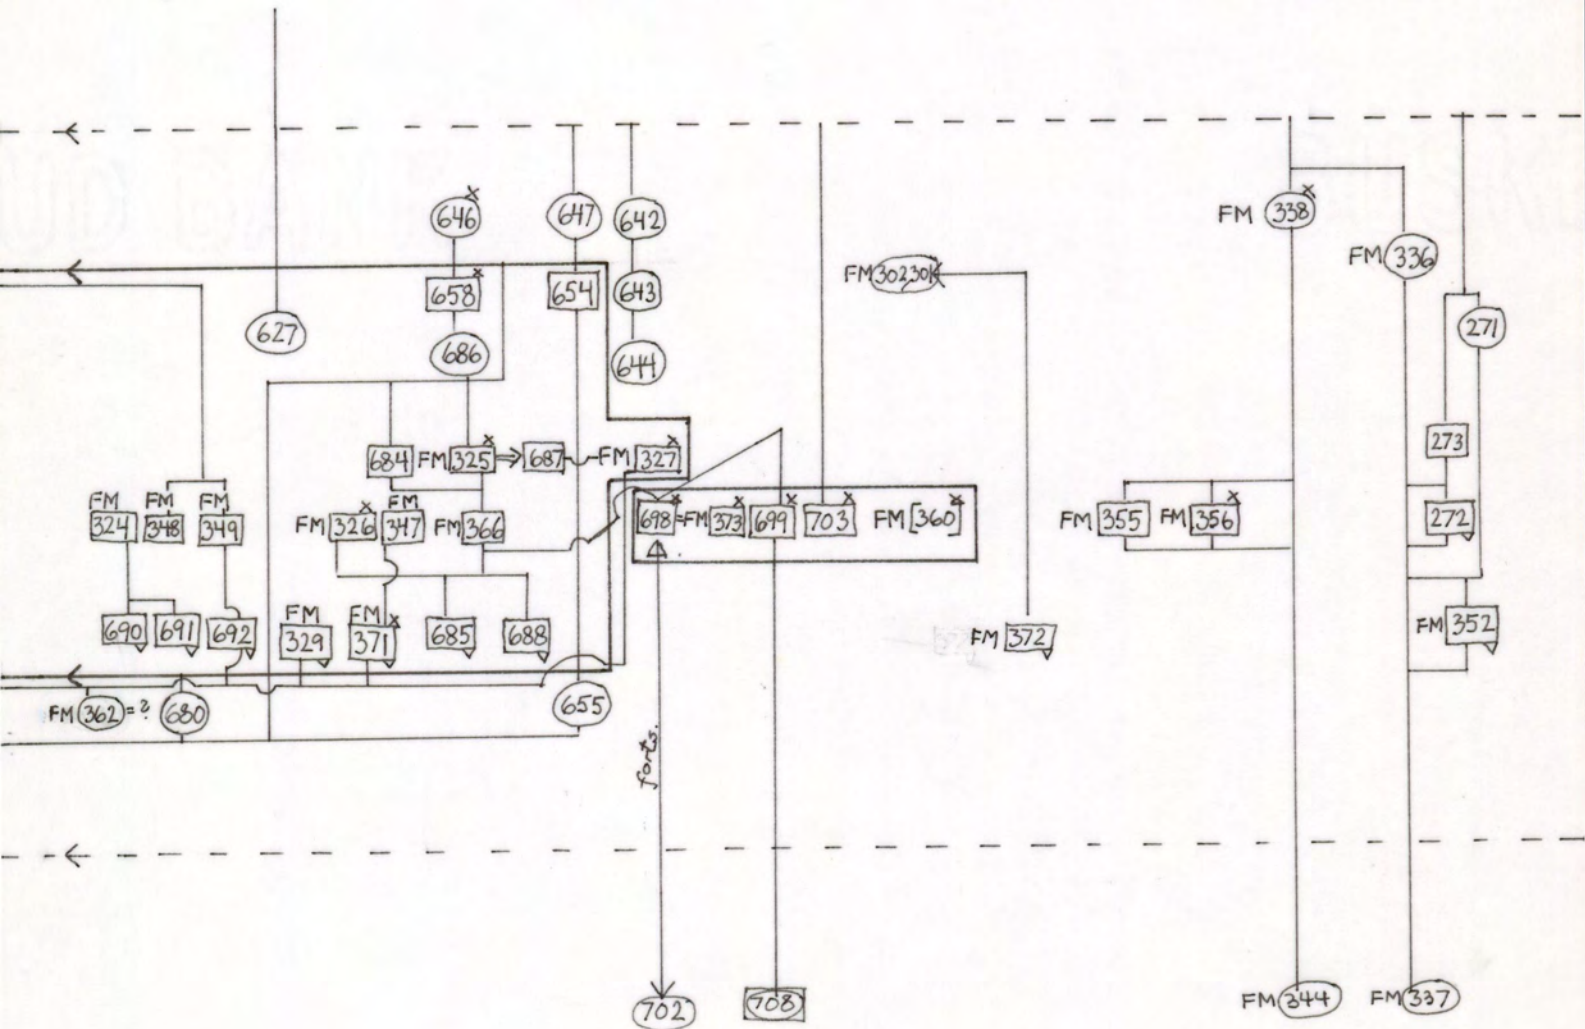 646 x
647
642
FM 338 x
FM 336
658 x
654
643
FM 30230
627
686
644
271
684
FM 325 x ⇒ 687 FM 327 x
273
FM 324
FM 348
FM 349
FM 326 x
FM 347
FM 366
698 x = FM 373 x 699 x 703 x FM [360] x
FM 355
FM 356 x
272
690
691
692
FM 329
FM 371 x
685
688
FM 372
FM 352
FM 362 = ?
680
655
702
708
FM 344
FM 337